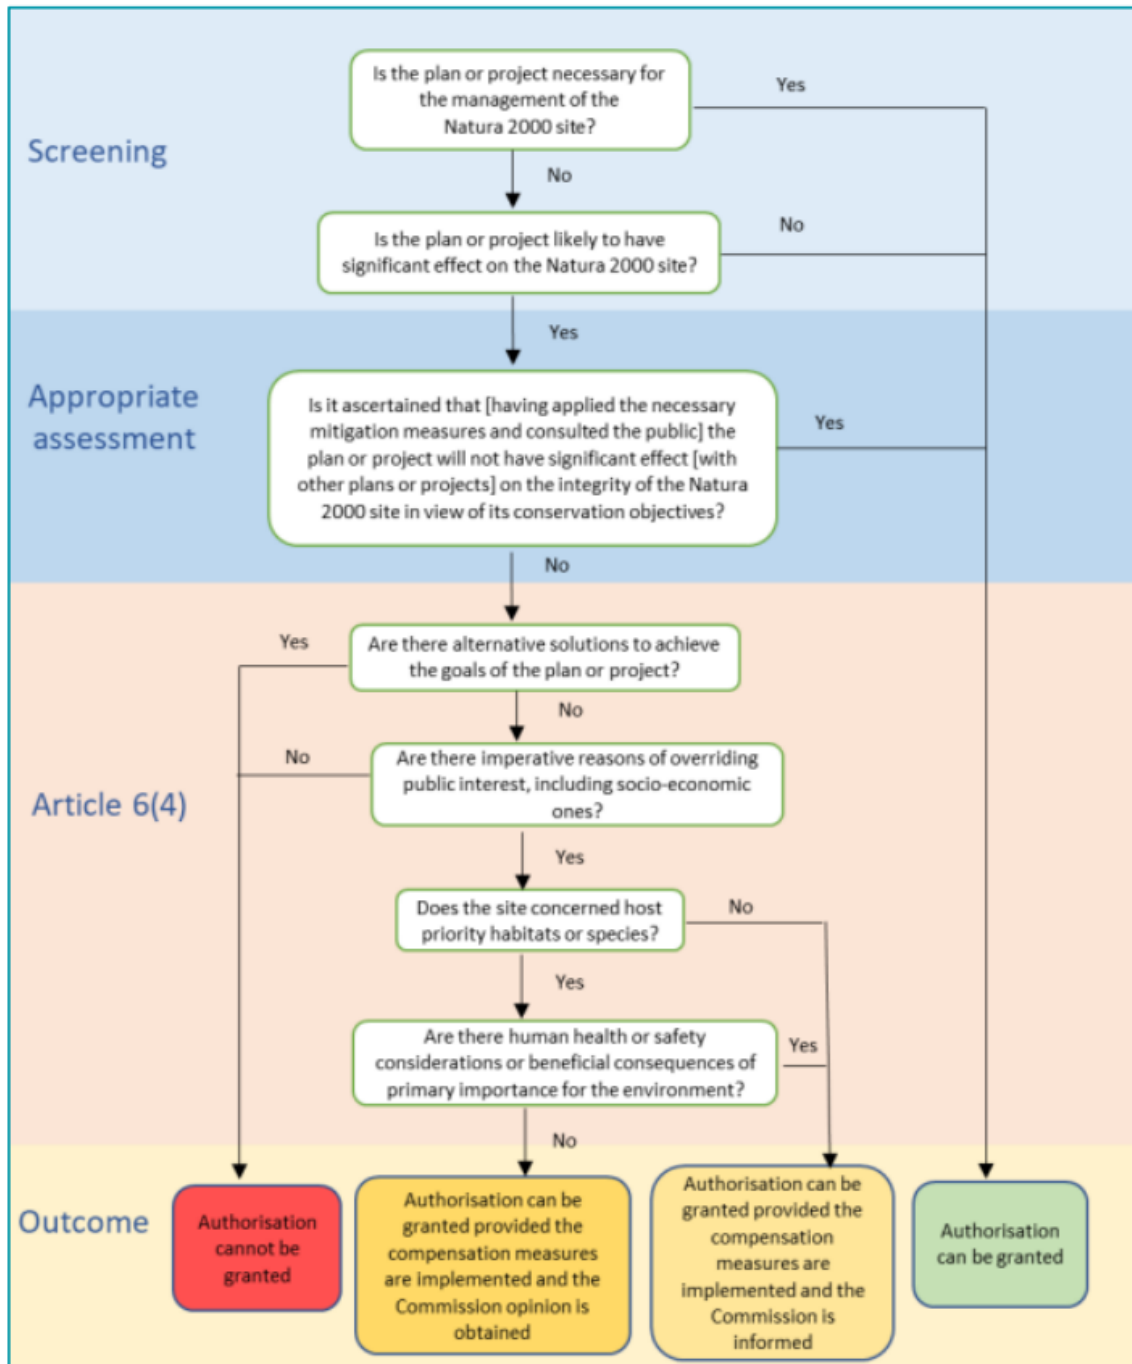 Is the plan or project necessary for
the management of the
Natura 2000 site?
Yes
Screening
No
Is the plan or project likely to have
significant effect on the Natura 2000 site?
No
Yes
Appropriate
assessment
Is it ascertained that [having applied the necessary
mitigation measures and consulted the public] the
plan or project will not have significant effect [with
other plans or projects] on the integrity of the Natura
2000 site in view of its conservation objectives?
Yes
No
Are there alternative solutions to achieve
the goals of the plan or project?
Yes
No
Article 6(4)
Are there imperative reasons of overriding
public interest, including socio-economic
ones?
No
Yes
Does the site concerned host
priority habitats or species?
No
Yes
Are there human health or safety
considerations or beneficial consequences of
primary importance for the environment?
Yes
No
Outcome
Authorisation
cannot be
granted
Authorisation can be
granted provided the
compensation measures
are implemented and the
Commission opinion is
obtained
Authorisation can be
granted provided the
compensation
measures are
implemented and the
Commission is
informed
Authorisation
can be granted